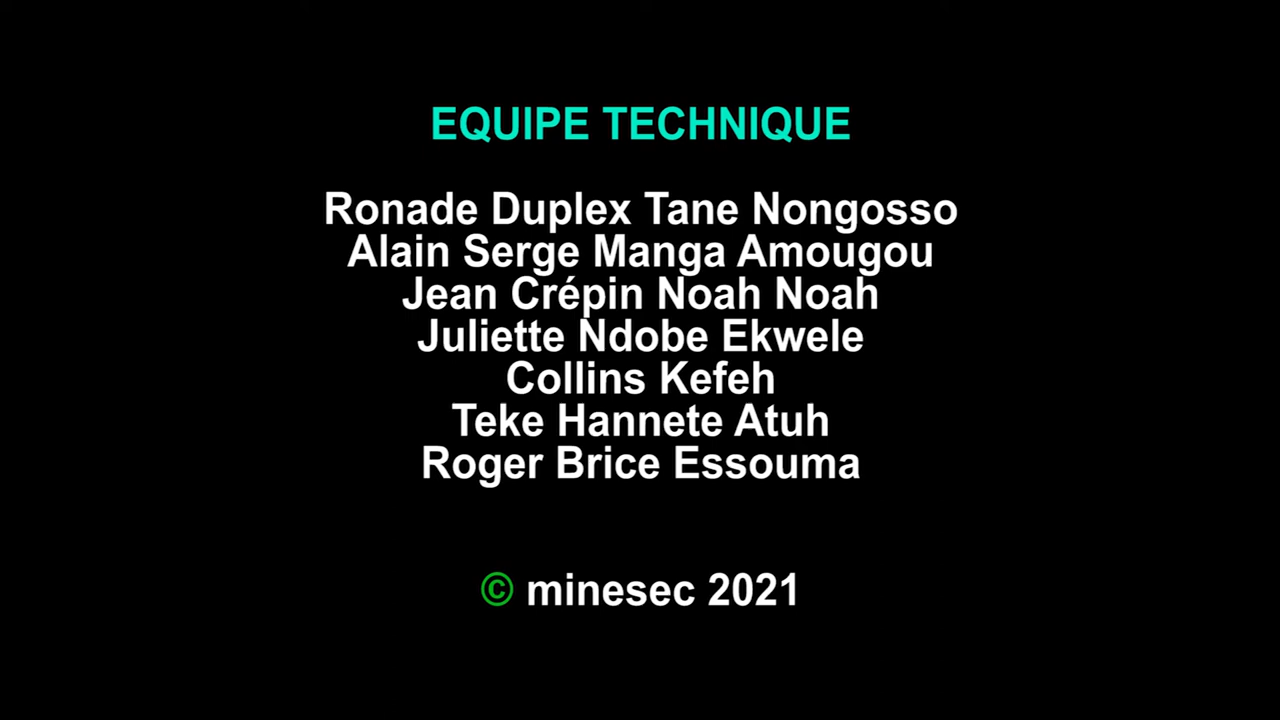 EQUIPE TECHNIQUE
Ronade Duplex Tane Nongosso
Alain Serge Manga Amougou
Jean Crépin Noah Noah
Juliette Ndobe Ekwele
Collins Kefeh
Teke Hannete Atuh
Roger Brice Essouma
© minesec 2021